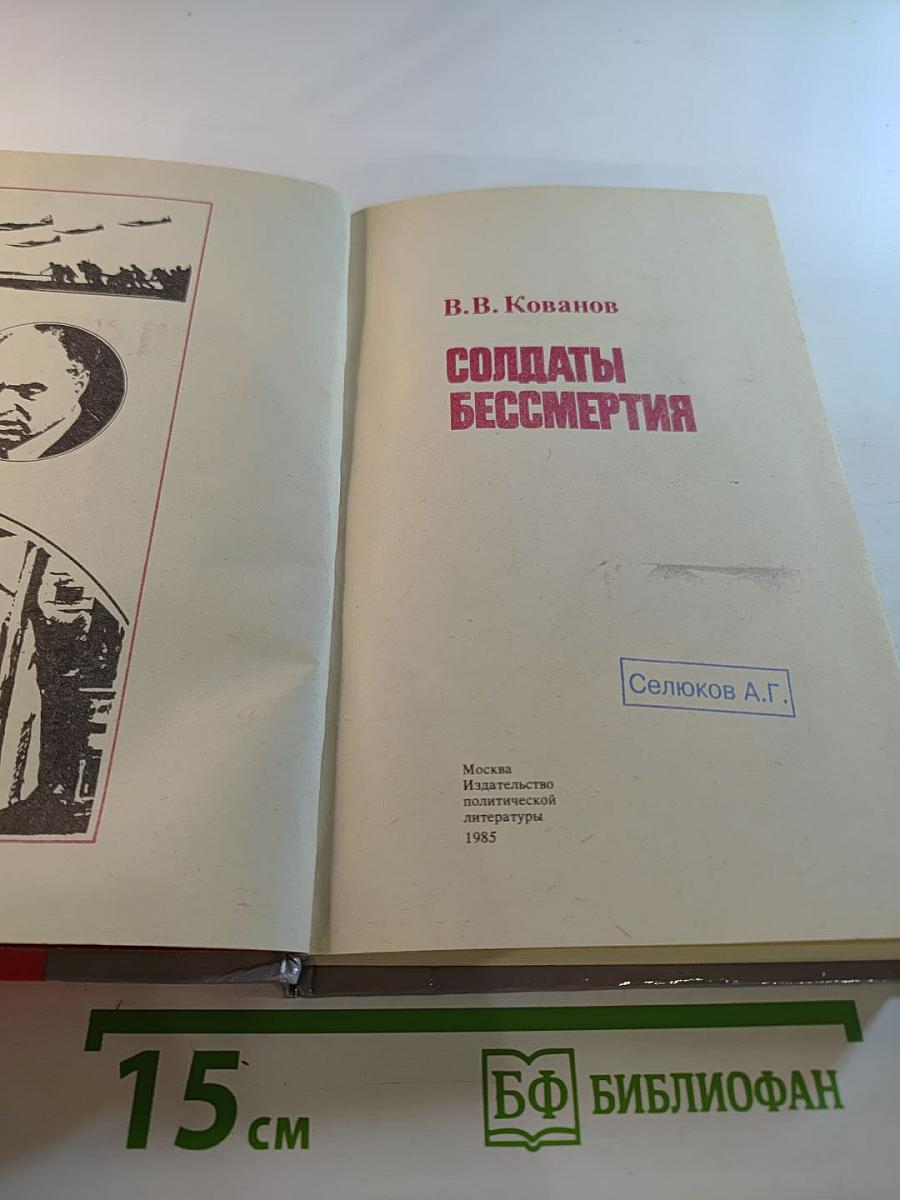 В.В. Кованов
СОЛДАТЫ
БЕССМЕРТИЯ
Селюков А.Г.
Москва
Издательство
политической
литературы
1985
15 см
БФ БИБЛИОФАН